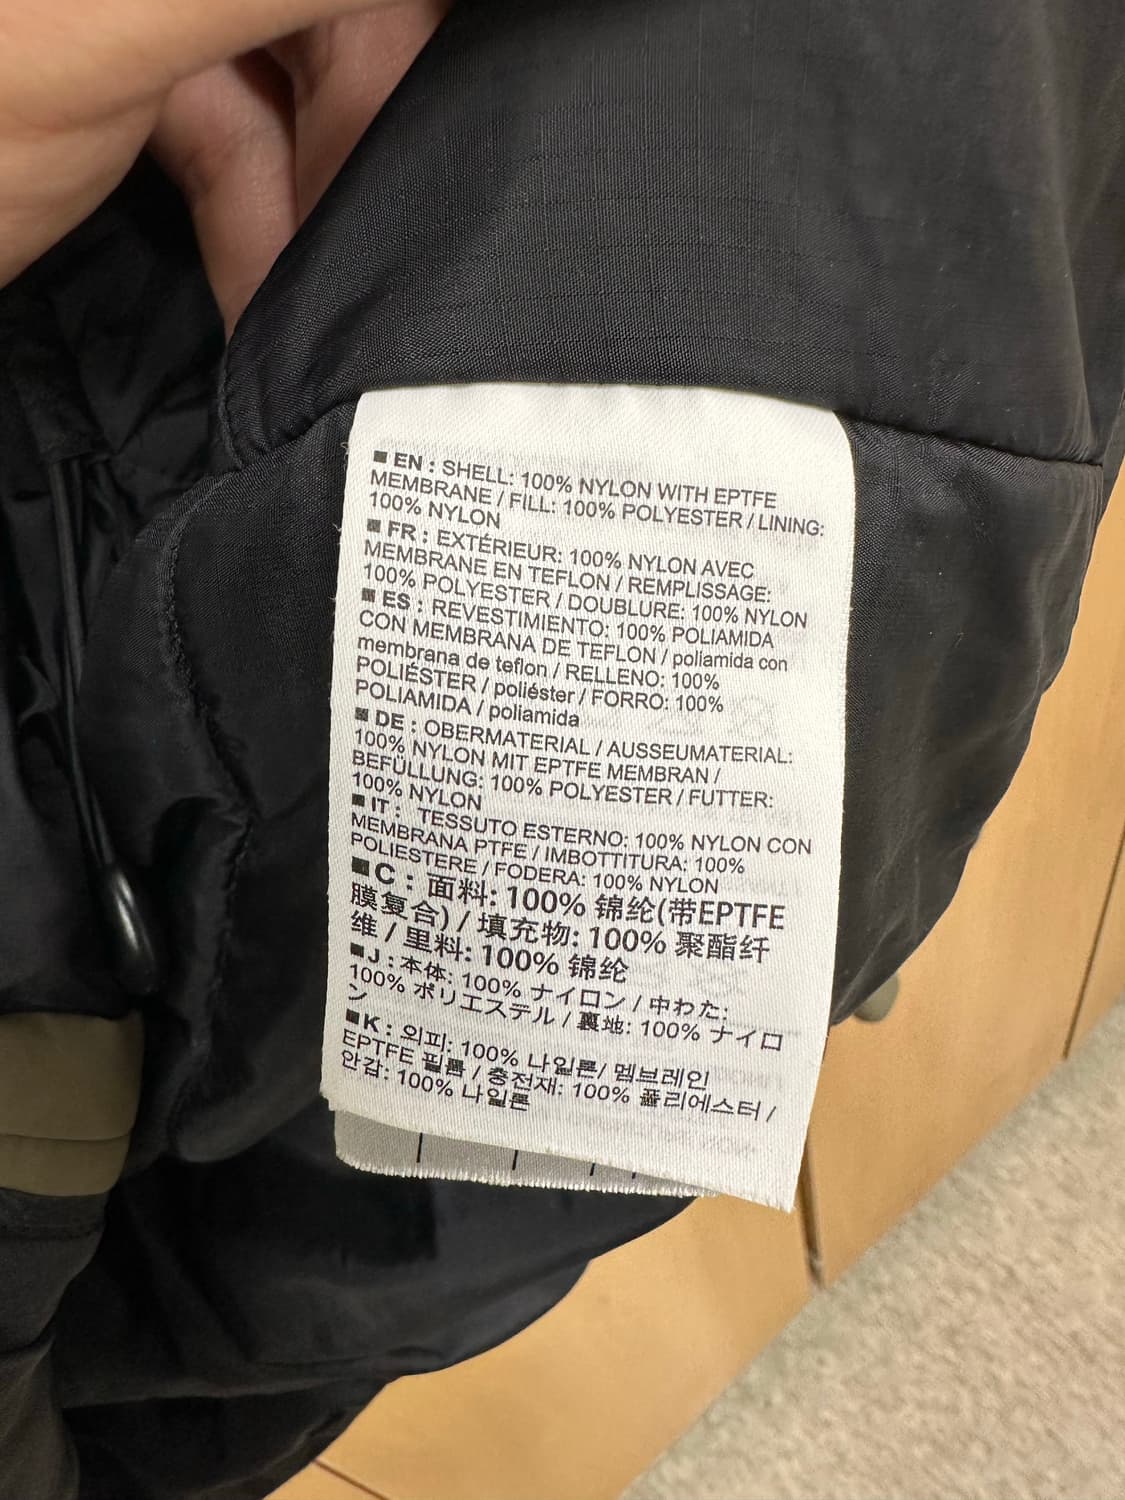 ■ EN : SHELL: 100% NYLON WITH EPTFE
MEMBRANE / FILL: 100% POLYESTER / LINING:
100% NYLON
■ FR : EXTÉRIEUR: 100% NYLON AVEC
MEMBRANE EN TEFLON / REMPLISSAGE:
100% POLYESTER / DOUBLURE: 100% NYLON
■ ES : REVESTIMIENTO: 100% POLIAMIDA
CON MEMBRANA DE TEFLON / poliamida con
membrana de teflon / RELLENO: 100%
POLIÉSTER / poliéster / FORRO: 100%
POLIAMIDA / poliamida
■ DE : OBERMATERIAL / AUSSEUMATERIAL:
100% NYLON MIT EPTFE MEMBRAN /
BEFÜLLUNG: 100% POLYESTER / FUTTER:
100% NYLON
■ IT : TESSUTO ESTERNO: 100% NYLON CON
MEMBRANA PTFE / IMBOTTITURA: 100%
POLIESTERE / FODERA: 100% NYLON
■ C : 面料: 100% 锦纶(带EPTFE
膜复合) / 填充物: 100% 聚酯纤
维 / 里料: 100% 锦纶
■ J : 本体: 100% ナイロン / 中わた:
100% ポリエステル / 裏地: 100% ナイロ
ン
■ K : 외피: 100% 나일론/ 멤브레인
EPTFE 필름 / 충전재: 100% 폴리에스터 /
안감: 100% 나일론